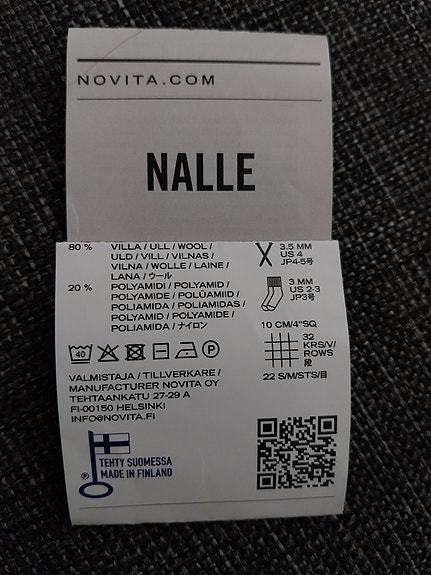 NOVITA.COM
NALLE
80 % VILLA / ULL / WOOL /
ULD / VILL / VILNAS /
VILNA / WOLLE / LAINE /
LANA / ウール
20 % POLYAMIDI / POLYAMID /
POLYAMIDE / POLÜAMIID /
POLIAMIDA / POLIAMIDAS /
POLYAMID / POLYAMIDE /
POLIAMIDA / ナイロン
3.5 MM
US 4
JP4-5号
3 MM
US 2-3
JP3号
10 CM/4"SQ
32
KRS/V/
ROWS
段
22 S/M/STS/目
40
P
VALMISTAJA / TILLVERKARE /
MANUFACTURER NOVITA OY
TEHTAANKATU 27-29 A
FI-00150 HELSINKI
INFO@NOVITA.FI
®
TEHTY SUOMESSA
MADE IN FINLAND